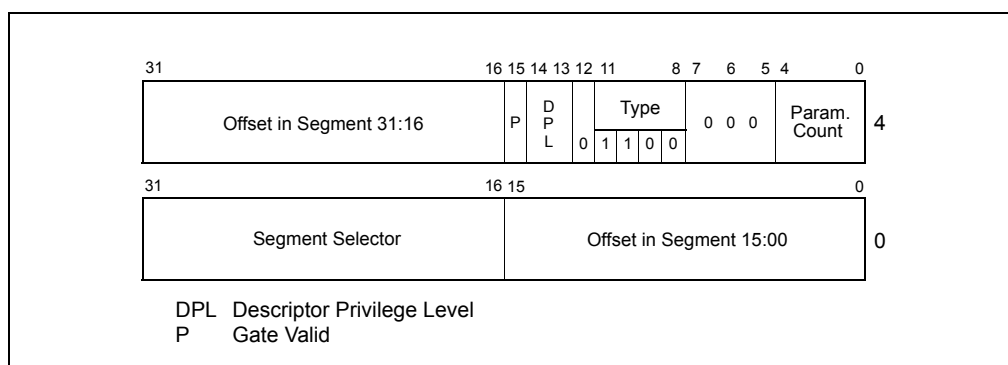 31 16 15 14 13 12 11 8 7 6 5 4 0
Offset in Segment 31:16 P D P L 0 Type 1 1 0 0 0 0 0 Param. Count 4
31 16 15 0
Segment Selector Offset in Segment 15:00 0
DPL Descriptor Privilege Level
P Gate Valid